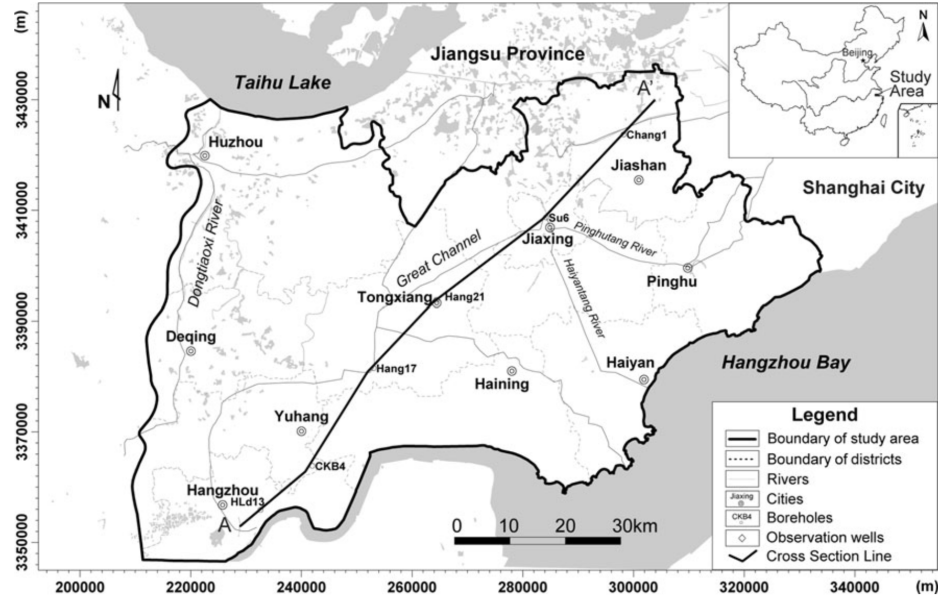 (m)
Jiangsu Province
N
Beijing
Study
Area
Taihu Lake
N
3430000
A'
Chang1
Huzhou
Jiashan
Shanghai City
3410000
Su6
Jiaxing
Pinghutang River
Dongtiaoxi River
Great Channel
Haiyantang River
Pinghu
Tongxiang
Hang21
3390000
Deqing
Hang17
Haiyan
Hangzhou Bay
Haining
Yuhang
3370000
CKB4
Hangzhou
HLd13
A
3350000
0 10 20 30km
Legend
Boundary of study area
Boundary of districts
Rivers
Jiaxing
Cities
CKB4
Boreholes
Observation wells
Cross Section Line
200000 220000 240000 260000 280000 300000 320000 340000 (m)